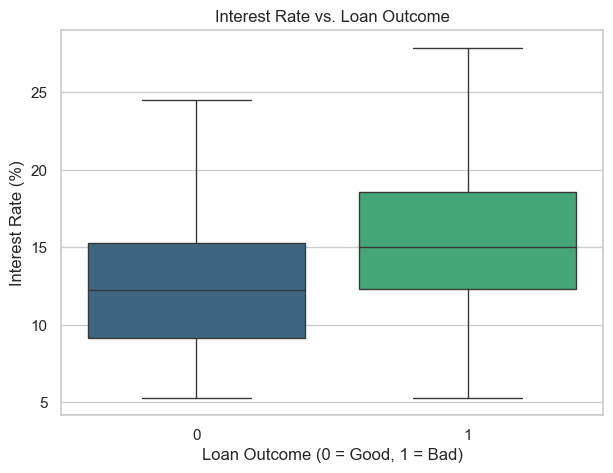 Interest Rate vs. Loan Outcome
Interest Rate (%)
25
20
15
10
5
0 1
Loan Outcome (0 = Good, 1 = Bad)